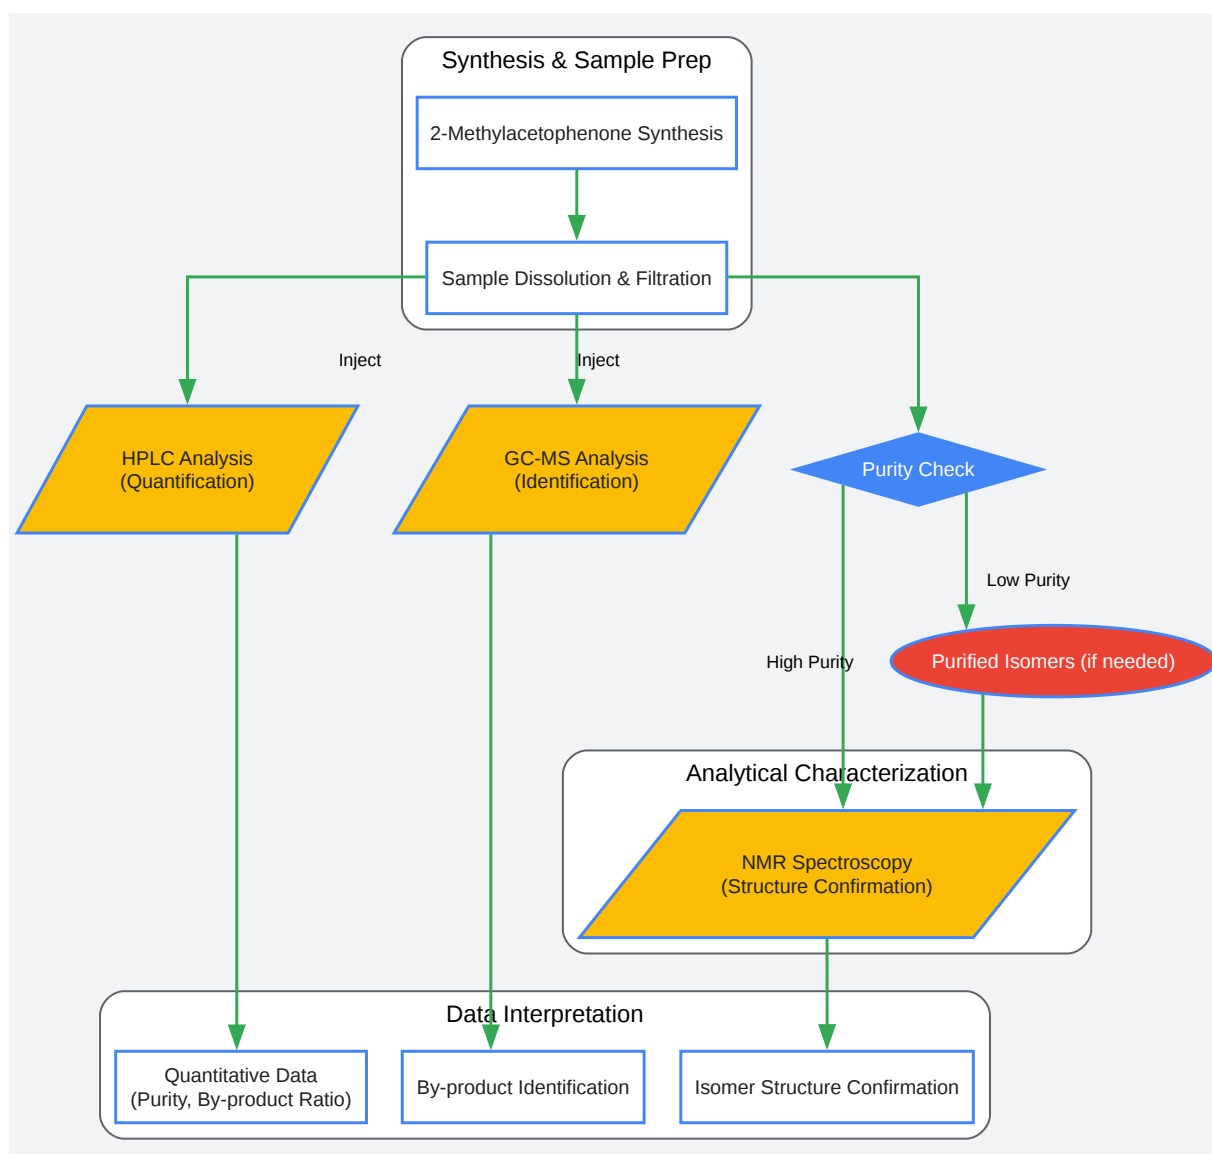 Synthesis & Sample Prep
2-Methylacetophenone Synthesis
Sample Dissolution & Filtration
Inject
Inject
HPLC Analysis
(Quantification)
GC-MS Analysis
(Identification)
Purity Check
Low Purity
High Purity
Purified Isomers (if needed)
Analytical Characterization
NMR Spectroscopy
(Structure Confirmation)
Data Interpretation
Quantitative Data
(Purity, By-product Ratio)
By-product Identification
Isomer Structure Confirmation